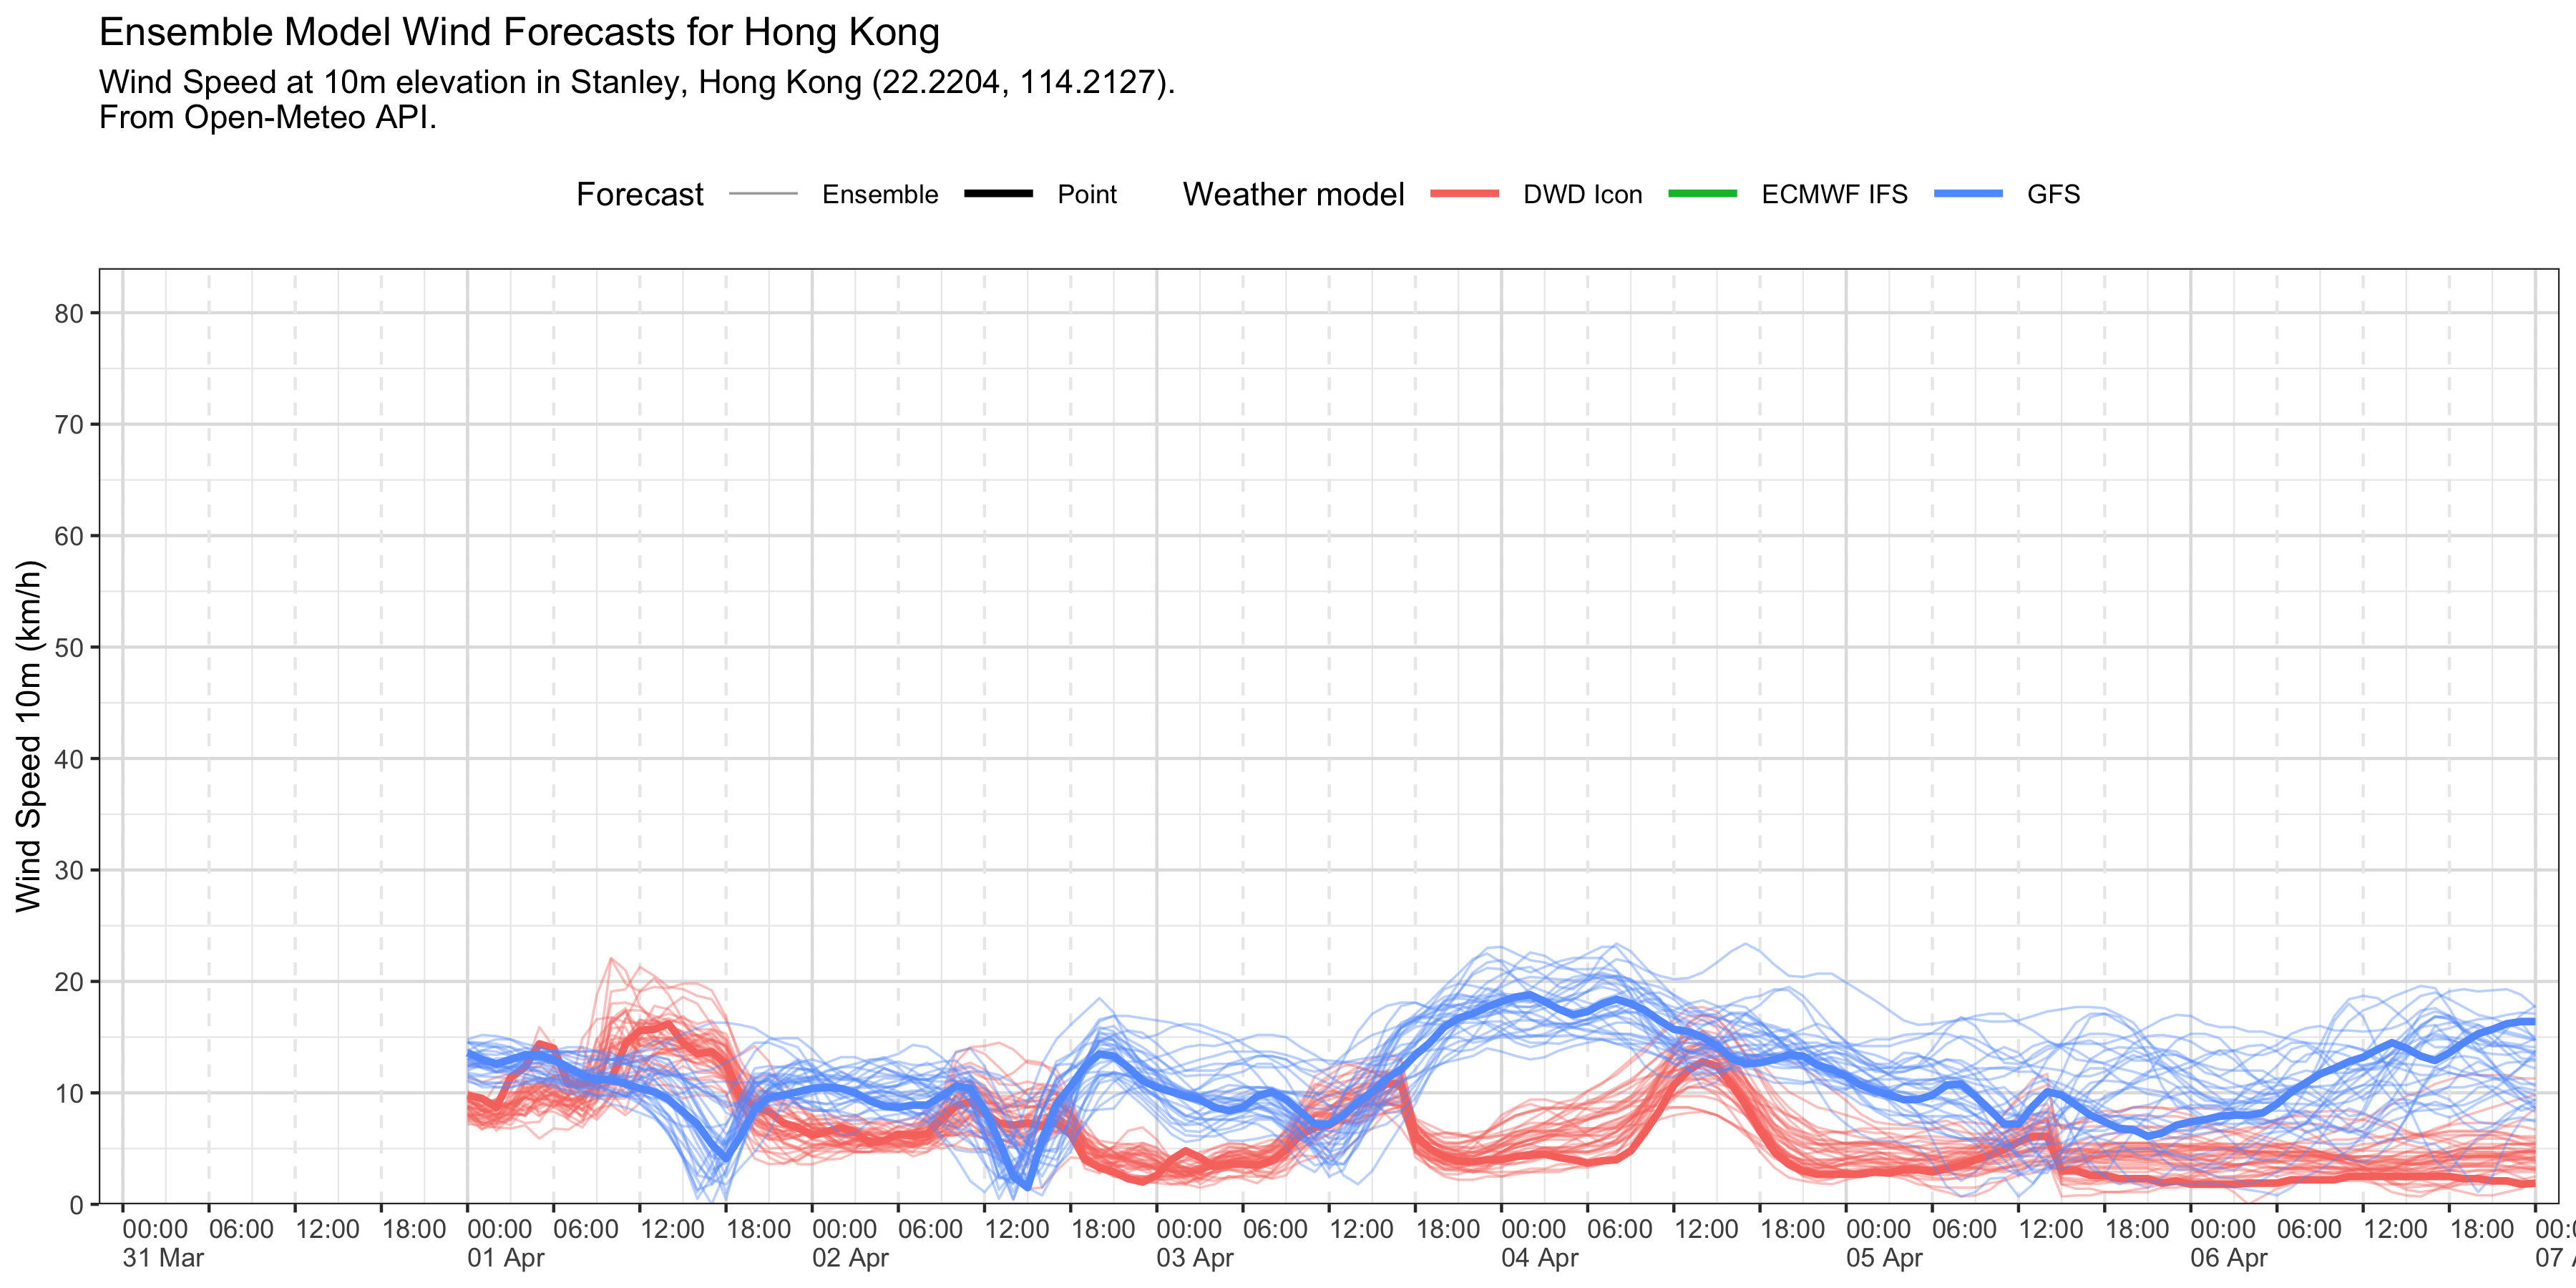 Ensemble Model Wind Forecasts for Hong Kong
Wind Speed at 10m elevation in Stanley, Hong Kong (22.2204, 114.2127).
From Open-Meteo API.
Forecast Ensemble Point Weather model DWD Icon ECMWF IFS GFS
Wind Speed 10m (km/h)
80
70
60
50
40
30
20
10
0
00:00 06:00 12:00 18:00 00:00 06:00 12:00 18:00 00:00 06:00 12:00 18:00 00:00 06:00 12:00 18:00 00:00 06:00 12:00 18:00 00:00 06:00 12:00 18:00 00:00 06:00 12:00 18:00
31 Mar 01 Apr 02 Apr 03 Apr 04 Apr 05 Apr 06 Apr 07